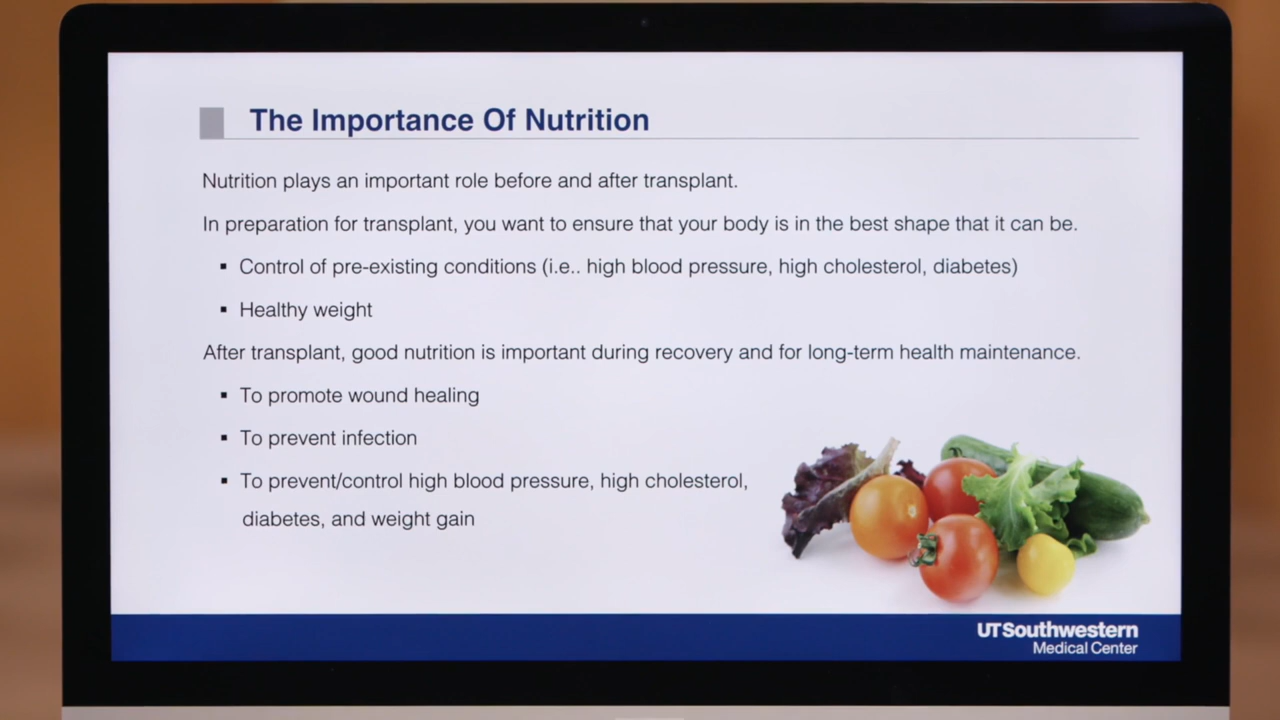 The Importance Of Nutrition
Nutrition plays an important role before and after transplant.
In preparation for transplant, you want to ensure that your body is in the best shape that it can be.
▪ Control of pre-existing conditions (i.e.. high blood pressure, high cholesterol, diabetes)
▪ Healthy weight
After transplant, good nutrition is important during recovery and for long-term health maintenance.
▪ To promote wound healing
▪ To prevent infection
▪ To prevent/control high blood pressure, high cholesterol,
diabetes, and weight gain
UTSouthwestern
Medical Center